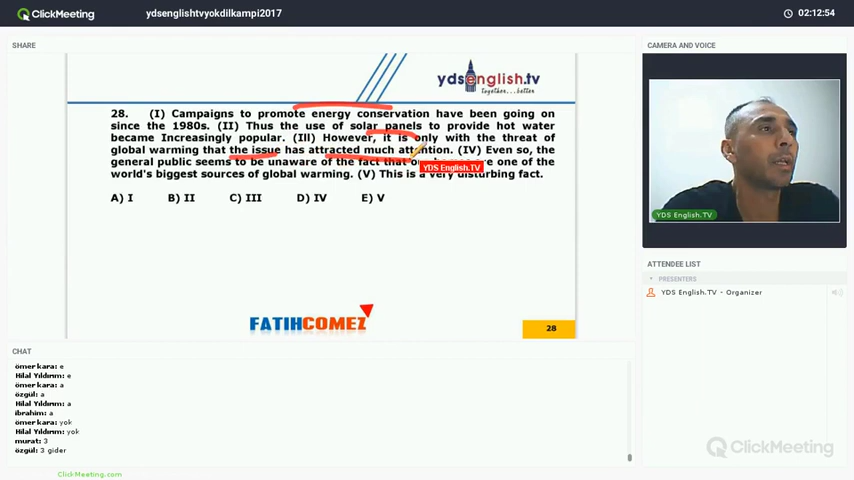 ClickMeeting
ydsenglishtvyokdilkampi2017
02:12:54
SHARE
ydsenglish.tv
together...better
28. (I) Campaigns to promote energy conservation have been going on
since the 1980s. (II) Thus the use of solar panels to provide hot water
became Increasingly popular. (III) However, it is only with the threat of
global warming that the issue has attracted much attention. (IV) Even so, the
general public seems to be unaware of the fact that our homes are one of the
world's biggest sources of global warming. (V) This is a very disturbing fact.
YDS English.TV
A) I B) II C) III D) IV E) V
FATIHCOMEZ
28
CAMERA AND VOICE
YDS English.TV
ATTENDEE LIST
PRESENTERS
YDS English.TV - Organizer
CHAT
ömer kara: e
Hilal Yıldırım: e
ömer kara: a
özgül: a
Hilal Yıldırım: a
ibrahim: a
ömer kara: yok
Hilal Yıldırım: yok
murat: 3
özgül: 3 gider
ClickMeeting
ClickMeeting.com